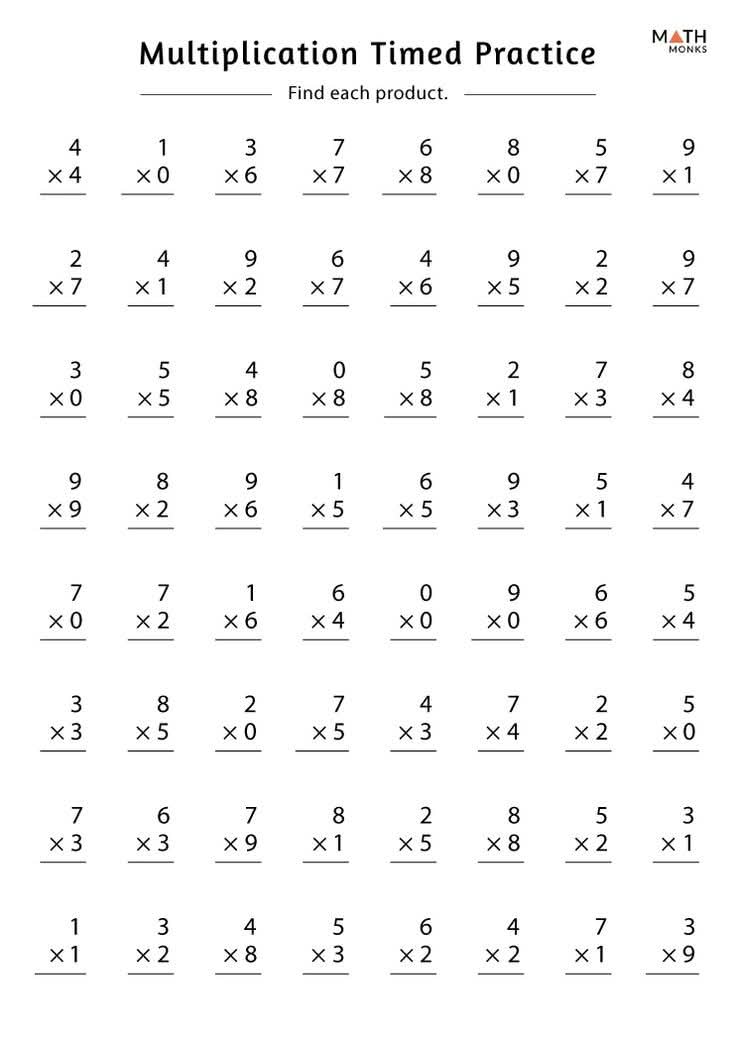 MATH
MONKS
Multiplication Timed Practice
Find each product.
4 1 3 7 6 8 5 9
×4 ×0 ×6 ×7 ×8 ×0 ×7 ×1
2 4 9 6 4 9 2 9
×7 ×1 ×2 ×7 ×6 ×5 ×2 ×7
3 5 4 0 5 2 7 8
×0 ×5 ×8 ×8 ×8 ×1 ×3 ×4
9 8 9 1 6 9 5 4
×9 ×2 ×6 ×5 ×5 ×3 ×1 ×7
7 7 1 6 0 9 6 5
×0 ×2 ×6 ×4 ×0 ×0 ×6 ×4
3 8 2 7 4 7 2 5
×3 ×5 ×0 ×5 ×3 ×4 ×2 ×0
7 6 7 8 2 8 5 3
×3 ×3 ×9 ×1 ×5 ×8 ×2 ×1
1 3 4 5 6 4 7 3
×1 ×2 ×8 ×3 ×2 ×2 ×1 ×9